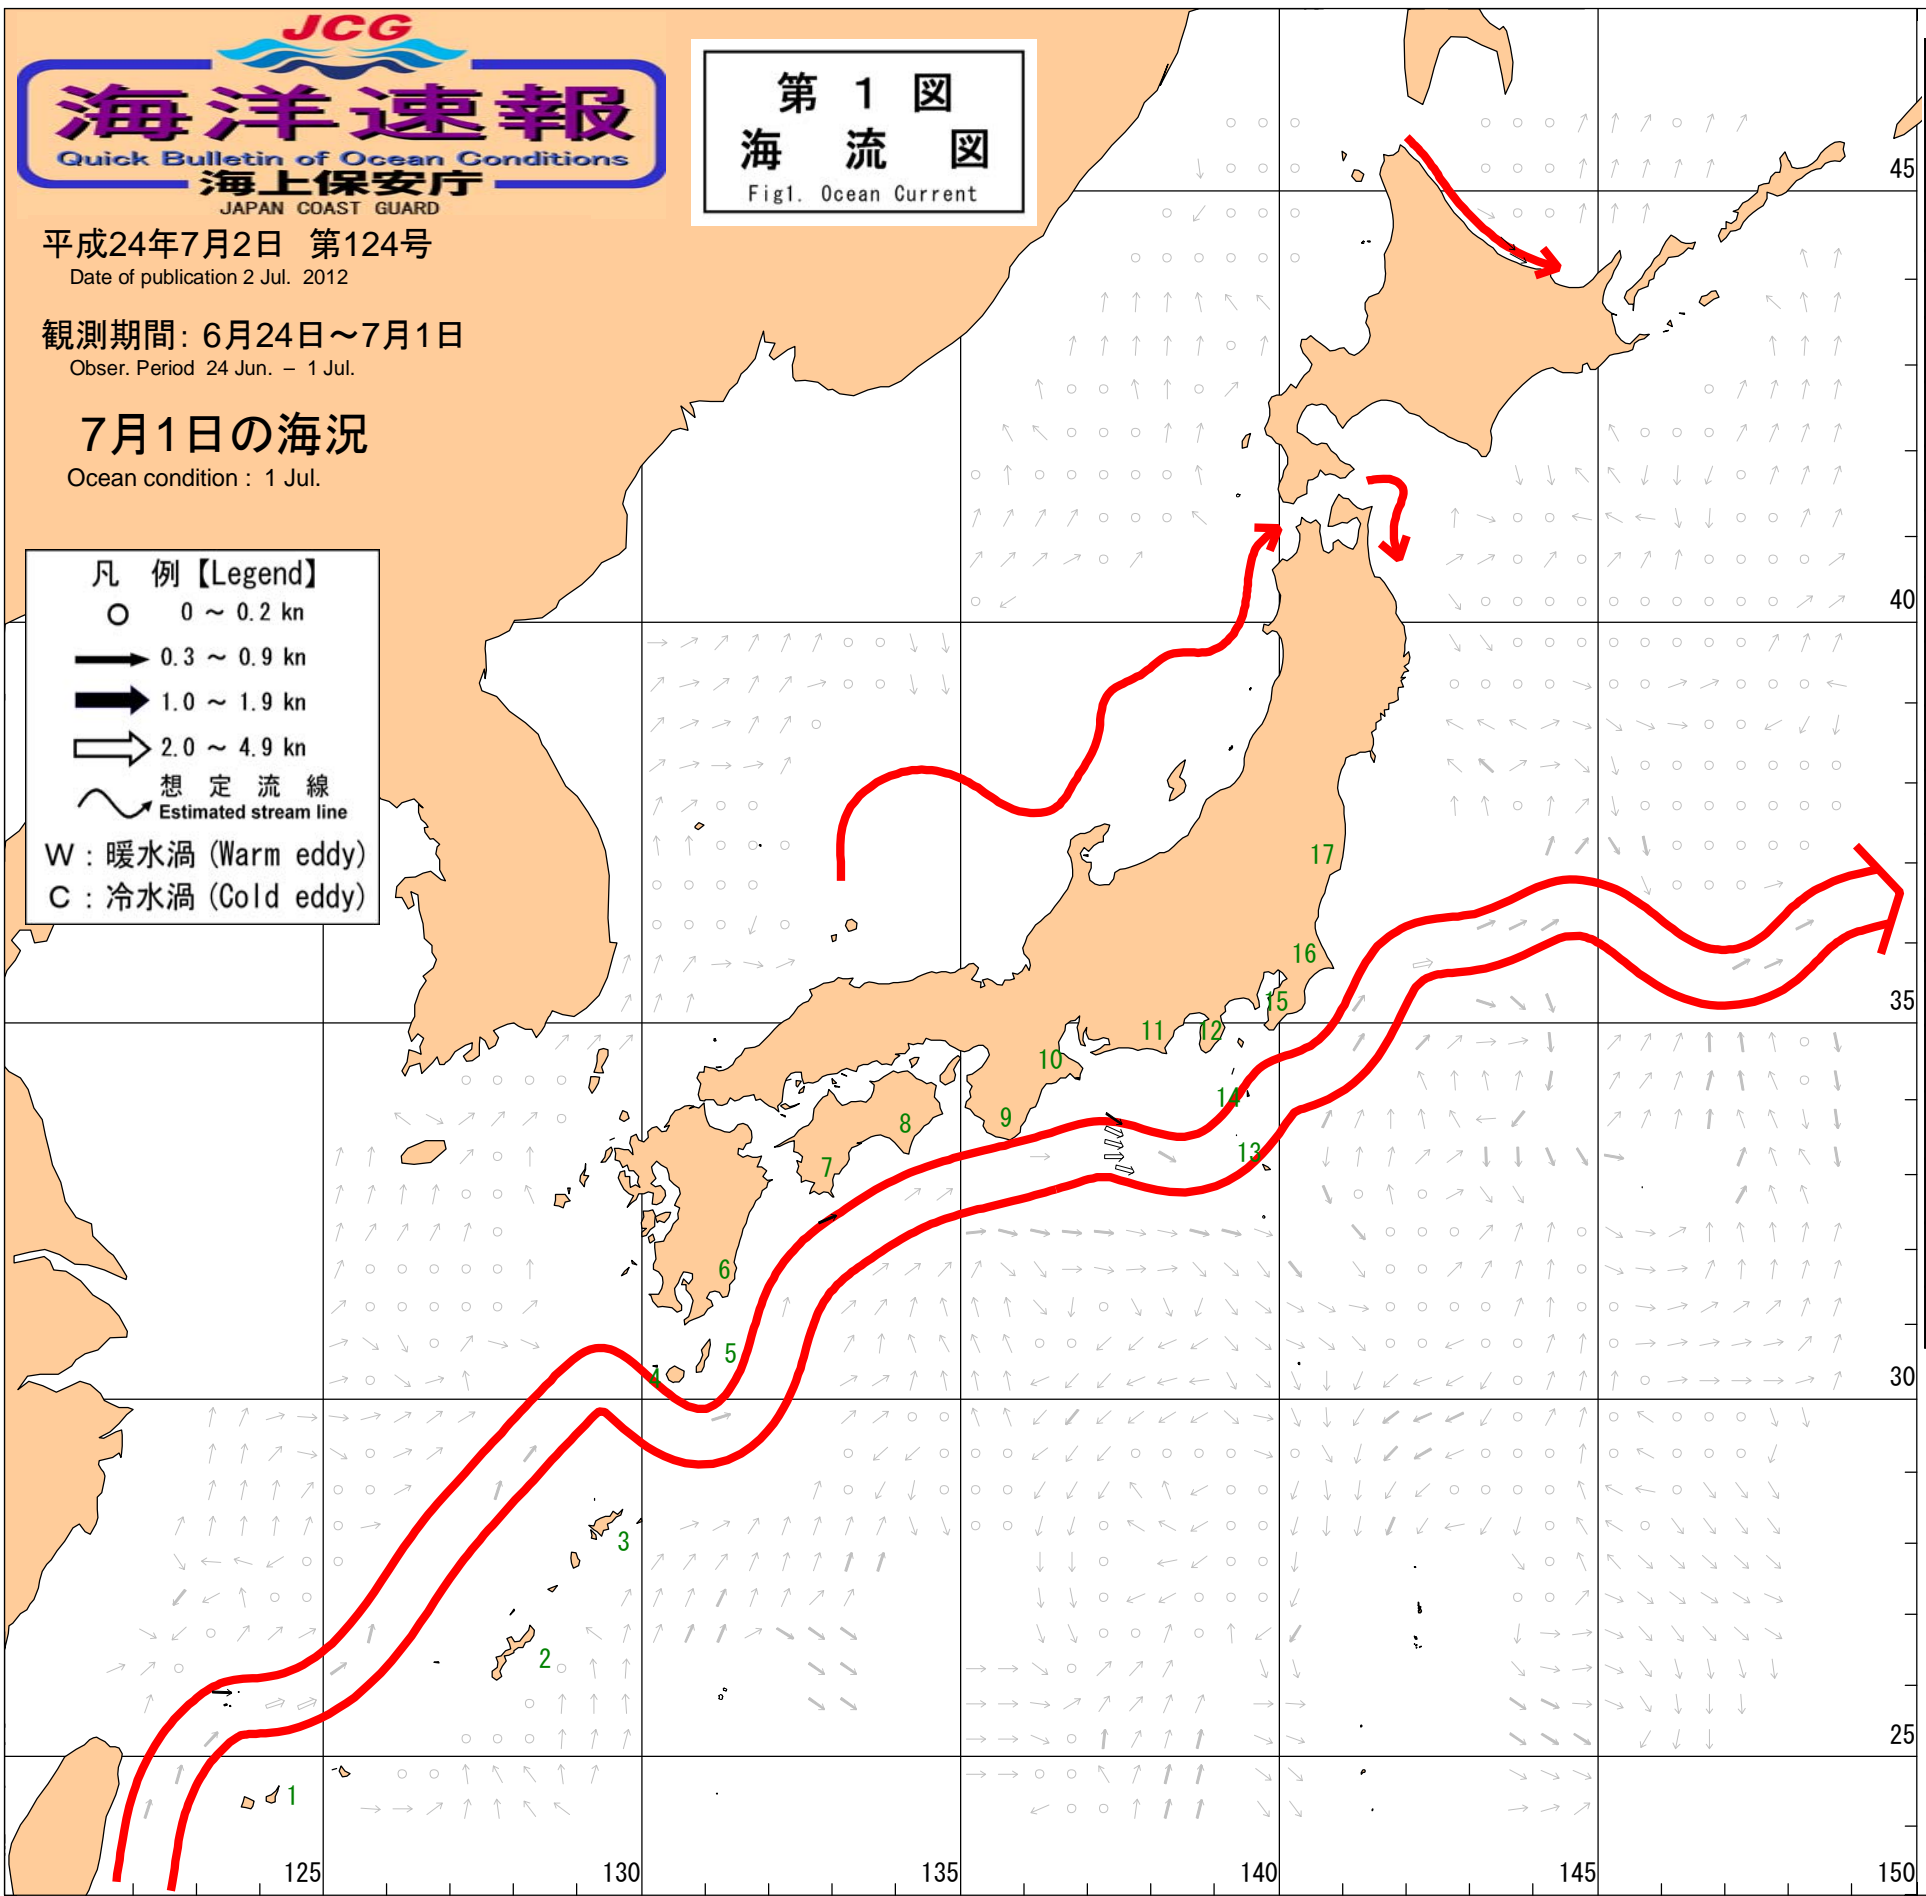 JCG
海洋速報
Quick Bulletin of Ocean Conditions
海上保安庁
JAPAN COAST GUARD
平成24年7月2日 第124号
Date of publication 2 Jul. 2012
観測期間: 6月24日～7月1日
Obser. Period 24 Jun. – 1 Jul.
7月1日の海況
Ocean condition : 1 Jul.
第 1 図
海 流 図
Fig1. Ocean Current
凡 例【Legend】
0 ～ 0.2 kn
0.3 ～ 0.9 kn
1.0 ～ 1.9 kn
2.0 ～ 4.9 kn
想 定 流 線
Estimated stream line
W : 暖水渦 (Warm eddy)
C : 冷水渦 (Cold eddy)
45
40
17
16
35
15
11
12
10
14
9
8
13
7
6
5
4
30
3
2
25
1
125
130
135
140
145
150